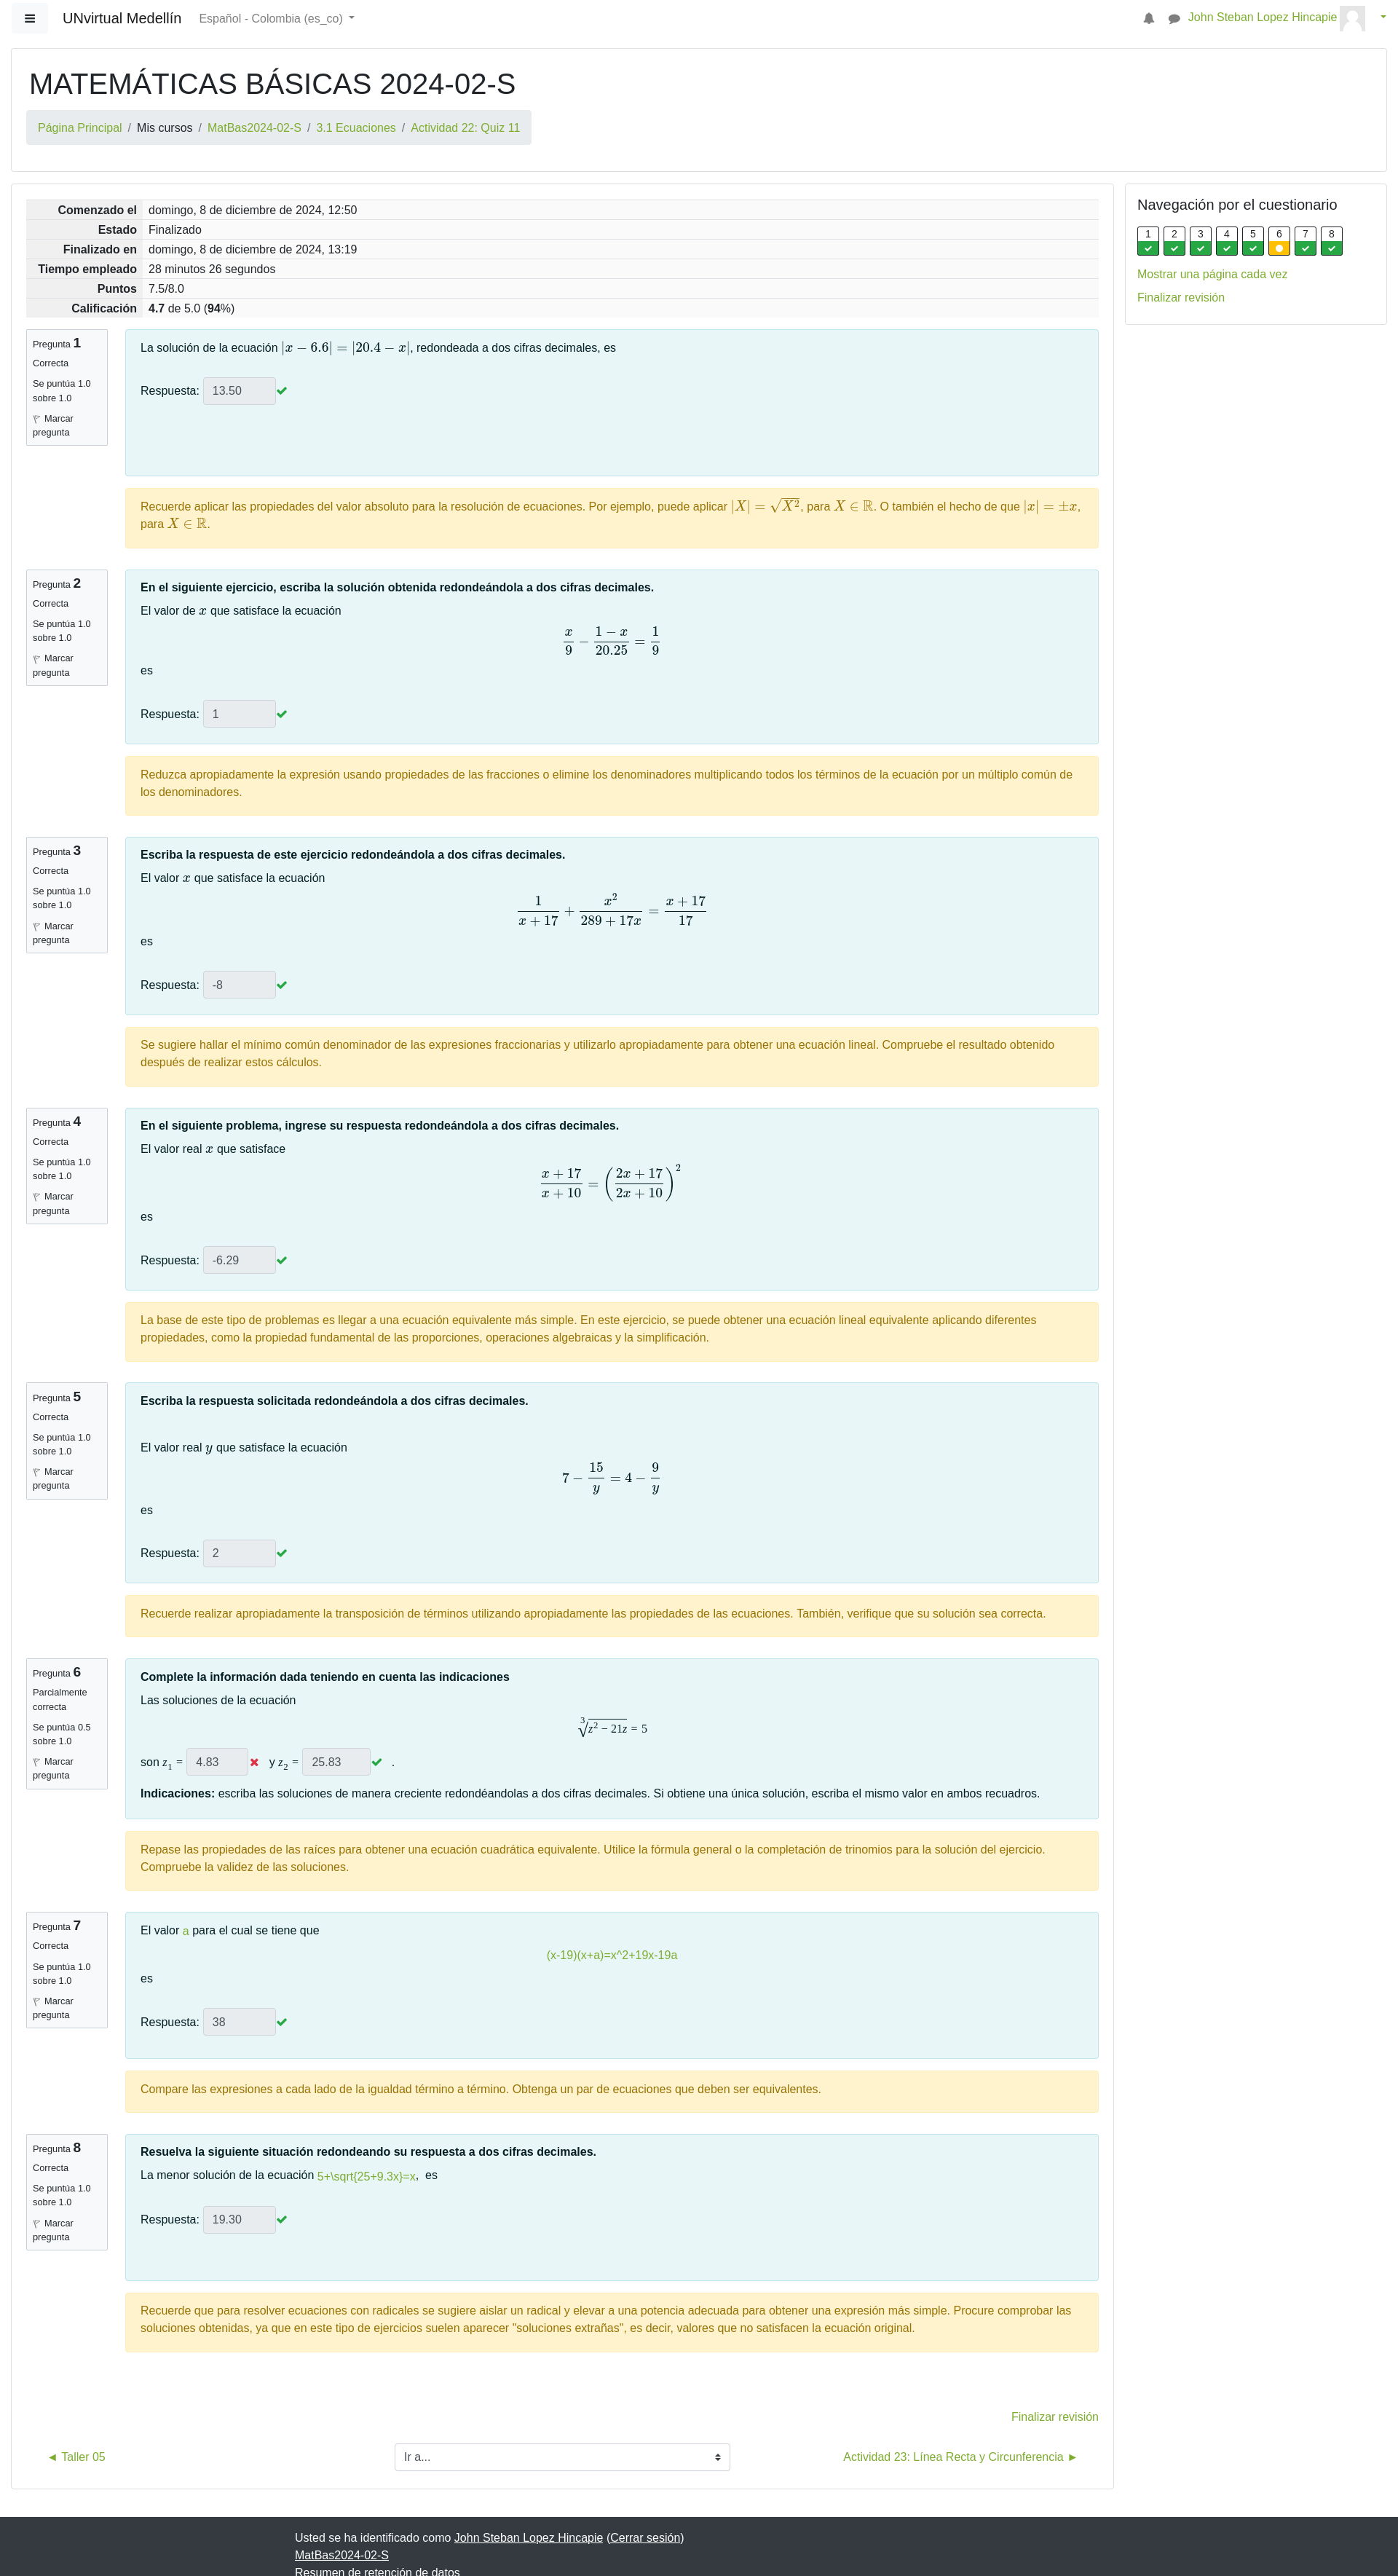 UNvirtual Medellín Español - Colombia (es_co) John Steban Lopez Hincapie
MATEMÁTICAS BÁSICAS 2024-02-S
Página Principal / Mis cursos / MatBas2024-02-S / 3.1 Ecuaciones / Actividad 22: Quiz 11
Comenzado el domingo, 8 de diciembre de 2024, 12:50
Estado Finalizado
Finalizado en domingo, 8 de diciembre de 2024, 13:19
Tiempo empleado 28 minutos 26 segundos
Puntos 7.5/8.0
Calificación 4.7 de 5.0 (94%)
Navegación por el cuestionario
1 2 3 4 5 6 7 8
Mostrar una página cada vez
Finalizar revisión
Pregunta 1
Correcta
Se puntúa 1.0
sobre 1.0
Marcar
pregunta
La solución de la ecuación |x − 6.6| = |20.4 − x|, redondeada a dos cifras decimales, es
Respuesta: 13.50
Recuerde aplicar las propiedades del valor absoluto para la resolución de ecuaciones. Por ejemplo, puede aplicar |X| = √X², para X ∈ ℝ. O también el hecho de que |x| = ±x,
para X ∈ ℝ.
Pregunta 2
Correcta
Se puntúa 1.0
sobre 1.0
Marcar
pregunta
En el siguiente ejercicio, escriba la solución obtenida redondeándola a dos cifras decimales.
El valor de x que satisface la ecuación
x/9 − (1 − x)/20.25 = 1/9
es
Respuesta: 1
Reduzca apropiadamente la expresión usando propiedades de las fracciones o elimine los denominadores multiplicando todos los términos de la ecuación por un múltiplo común de
los denominadores.
Pregunta 3
Correcta
Se puntúa 1.0
sobre 1.0
Marcar
pregunta
Escriba la respuesta de este ejercicio redondeándola a dos cifras decimales.
El valor x que satisface la ecuación
1/(x + 17) + x²/(289 + 17x) = (x + 17)/17
es
Respuesta: -8
Se sugiere hallar el mínimo común denominador de las expresiones fraccionarias y utilizarlo apropiadamente para obtener una ecuación lineal. Compruebe el resultado obtenido
después de realizar estos cálculos.
Pregunta 4
Correcta
Se puntúa 1.0
sobre 1.0
Marcar
pregunta
En el siguiente problema, ingrese su respuesta redondeándola a dos cifras decimales.
El valor real x que satisface
(x + 17)/(x + 10) = ((2x + 17)/(2x + 10))²
es
Respuesta: -6.29
La base de este tipo de problemas es llegar a una ecuación equivalente más simple. En este ejercicio, se puede obtener una ecuación lineal equivalente aplicando diferentes
propiedades, como la propiedad fundamental de las proporciones, operaciones algebraicas y la simplificación.
Pregunta 5
Correcta
Se puntúa 1.0
sobre 1.0
Marcar
pregunta
Escriba la respuesta solicitada redondeándola a dos cifras decimales.
El valor real y que satisface la ecuación
7 − 15/y = 4 − 9/y
es
Respuesta: 2
Recuerde realizar apropiadamente la transposición de términos utilizando apropiadamente las propiedades de las ecuaciones. También, verifique que su solución sea correcta.
Pregunta 6
Parcialmente
correcta
Se puntúa 0.5
sobre 1.0
Marcar
pregunta
Complete la información dada teniendo en cuenta las indicaciones
Las soluciones de la ecuación
∛(z² − 21z) = 5
son z₁ = 4.83 y z₂ = 25.83 .
Indicaciones: escriba las soluciones de manera creciente redondéandolas a dos cifras decimales. Si obtiene una única solución, escriba el mismo valor en ambos recuadros.
Repase las propiedades de las raíces para obtener una ecuación cuadrática equivalente. Utilice la fórmula general o la completación de trinomios para la solución del ejercicio.
Compruebe la validez de las soluciones.
Pregunta 7
Correcta
Se puntúa 1.0
sobre 1.0
Marcar
pregunta
El valor a para el cual se tiene que
(x-19)(x+a)=x^2+19x-19a
es
Respuesta: 38
Compare las expresiones a cada lado de la igualdad término a término. Obtenga un par de ecuaciones que deben ser equivalentes.
Pregunta 8
Correcta
Se puntúa 1.0
sobre 1.0
Marcar
pregunta
Resuelva la siguiente situación redondeando su respuesta a dos cifras decimales.
La menor solución de la ecuación 5+\sqrt{25+9.3x}=x, es
Respuesta: 19.30
Recuerde que para resolver ecuaciones con radicales se sugiere aislar un radical y elevar a una potencia adecuada para obtener una expresión más simple. Procure comprobar las
soluciones obtenidas, ya que en este tipo de ejercicios suelen aparecer "soluciones extrañas", es decir, valores que no satisfacen la ecuación original.
Finalizar revisión
◄ Taller 05 Ir a... Actividad 23: Línea Recta y Circunferencia ►
Usted se ha identificado como John Steban Lopez Hincapie (Cerrar sesión)
MatBas2024-02-S
Resumen de retención de datos